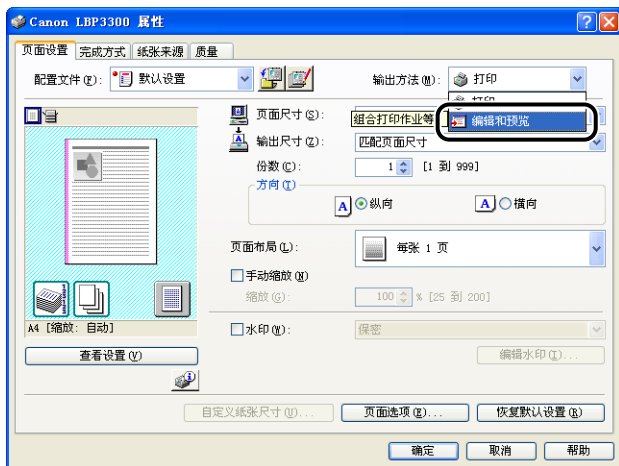 Canon LBP3300 属性
页面设置 完成方式 纸张来源 质量
配置文件(F): 默认设置 输出方法(M): 打印
打印
页面尺寸(S): 组合打印作业等 编辑和预览
输出尺寸(Z): 匹配页面尺寸
份数(C): 1 [1 到 999]
方向(T)
A 纵向 A 横向
页面布局(L): 每张 1 页
手动缩放(N)
缩放(G): 100 % [25 到 200]
A4 [缩放: 自动]
水印(W): 保密
查看设置(V) 编辑水印(I)...
自定义纸张尺寸(U)... 页面选项(E)... 恢复默认设置(R)
确定 取消 帮助